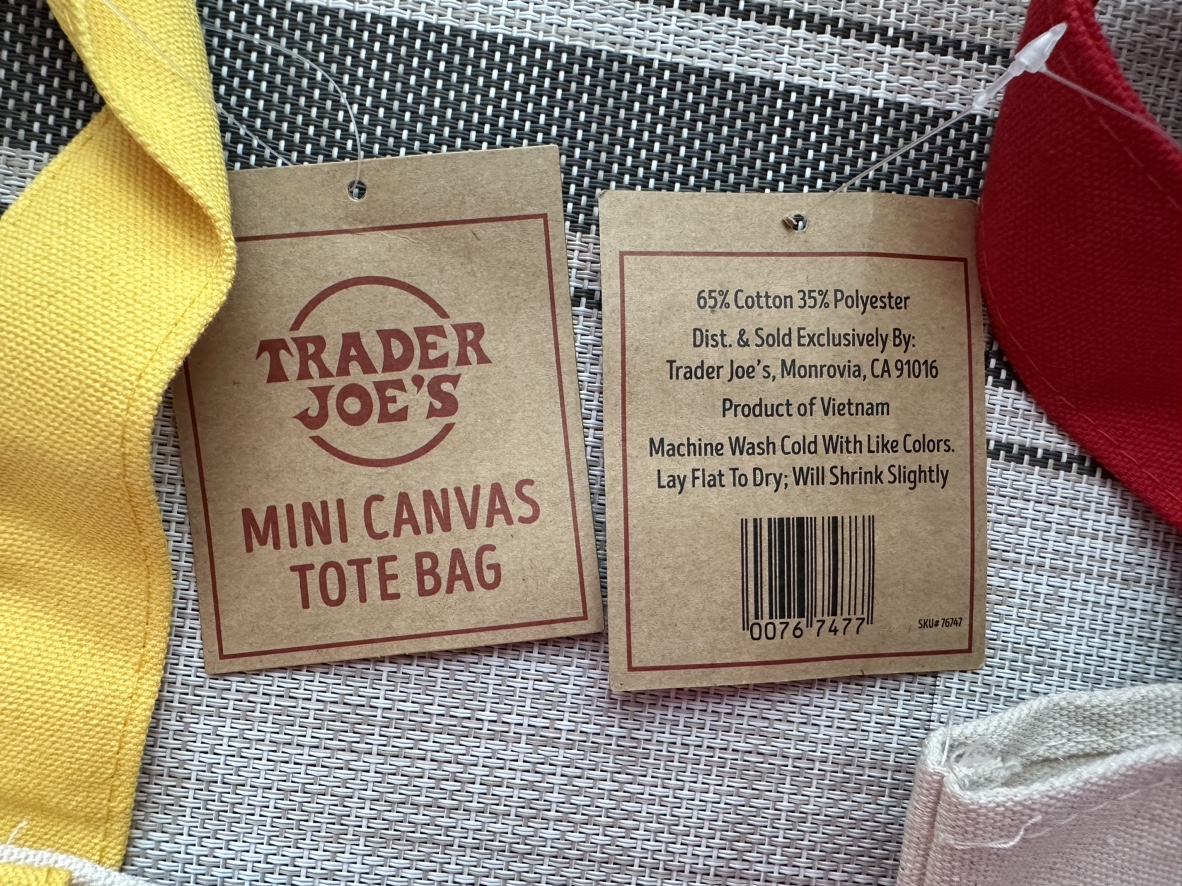 TRADER
JOE'S
MINI CANVAS
TOTE BAG
65% Cotton 35% Polyester
Dist. & Sold Exclusively By:
Trader Joe's, Monrovia, CA 91016
Product of Vietnam
Machine Wash Cold With Like Colors.
Lay Flat To Dry; Will Shrink Slightly
0076 7477
SKU# 76747